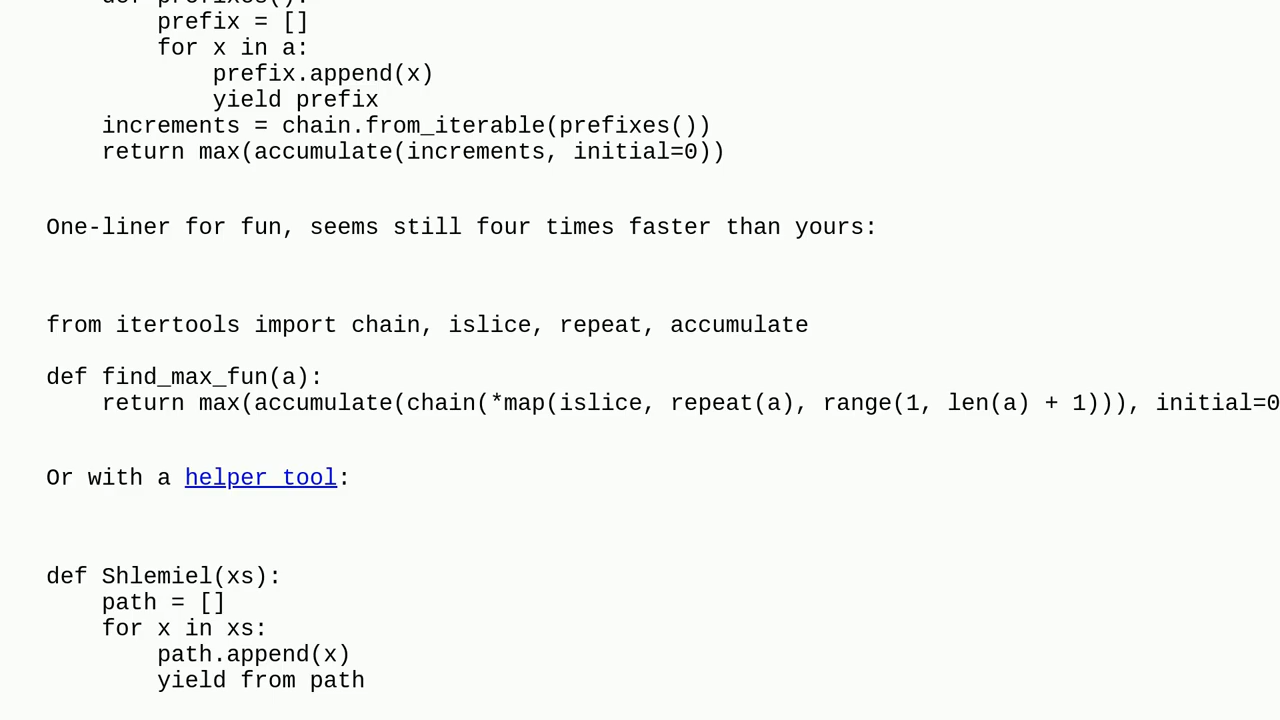 def prefixes():
prefix = []
for x in a:
prefix.append(x)
yield prefix
increments = chain.from_iterable(prefixes())
return max(accumulate(increments, initial=0))
One-liner for fun, seems still four times faster than yours:
from itertools import chain, islice, repeat, accumulate
def find_max_fun(a):
return max(accumulate(chain(*map(islice, repeat(a), range(1, len(a) + 1))), initial=0
Or with a helper tool:
def Shlemiel(xs):
path = []
for x in xs:
path.append(x)
yield from path